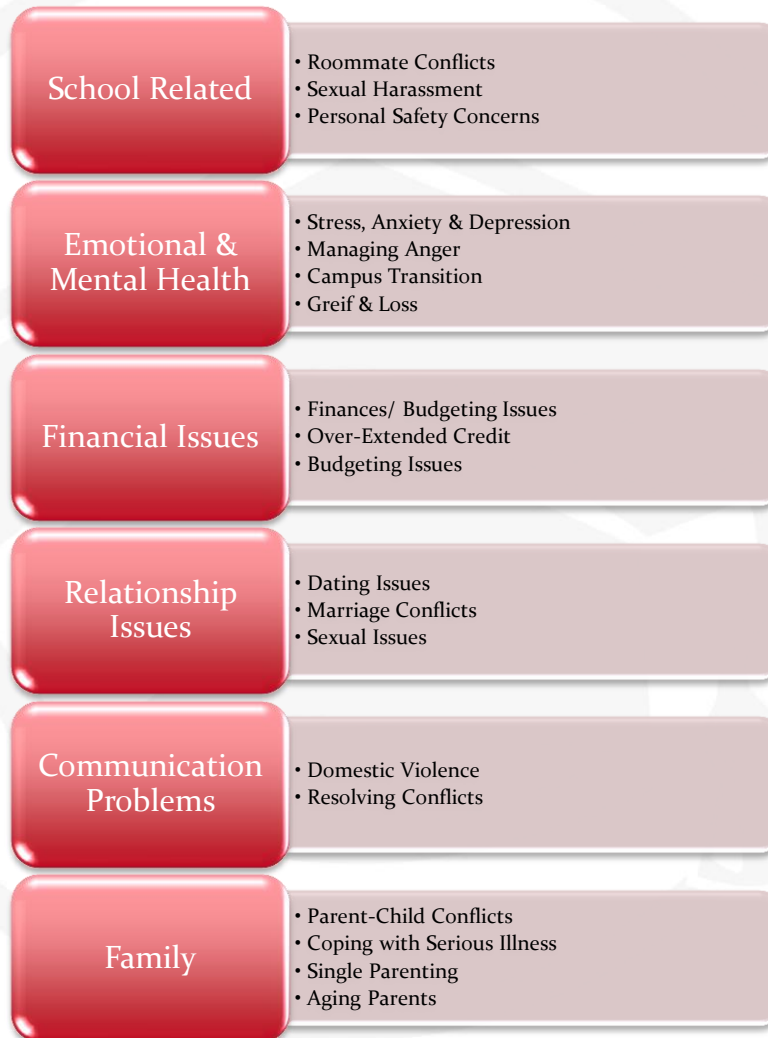 School Related
• Roommate Conflicts
• Sexual Harassment
• Personal Safety Concerns
Emotional &
Mental Health
• Stress, Anxiety & Depression
• Managing Anger
• Campus Transition
• Greif & Loss
Financial Issues
• Finances/ Budgeting Issues
• Over-Extended Credit
• Budgeting Issues
Relationship
Issues
• Dating Issues
• Marriage Conflicts
• Sexual Issues
Communication
Problems
• Domestic Violence
• Resolving Conflicts
Family
• Parent-Child Conflicts
• Coping with Serious Illness
• Single Parenting
• Aging Parents